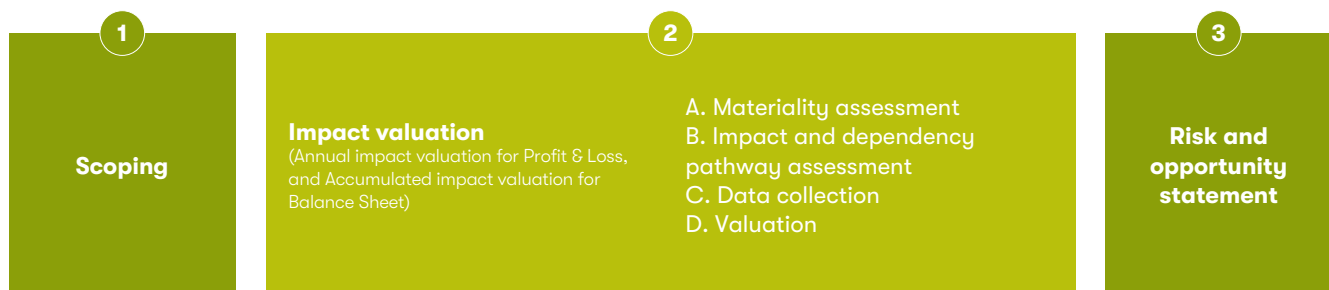 1
Scoping
2
Impact valuation
(Annual impact valuation for Profit & Loss,
and Accumulated impact valuation for
Balance Sheet)
A. Materiality assessment
B. Impact and dependency
pathway assessment
C. Data collection
D. Valuation
3
Risk and
opportunity
statement